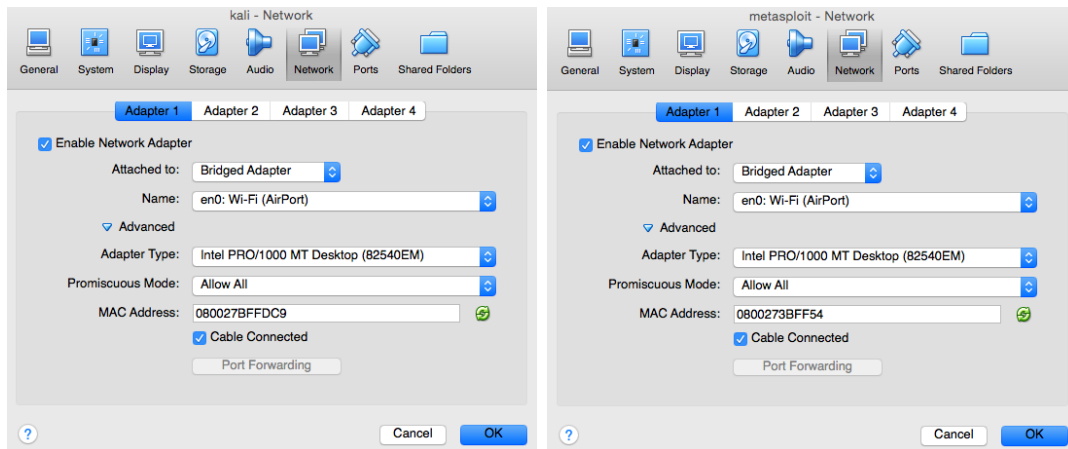 kali - Network
General System Display Storage Audio Network Ports Shared Folders
Adapter 1 Adapter 2 Adapter 3 Adapter 4
Enable Network Adapter
Attached to: Bridged Adapter
Name: en0: Wi-Fi (AirPort)
Advanced
Adapter Type: Intel PRO/1000 MT Desktop (82540EM)
Promiscuous Mode: Allow All
MAC Address: 080027BFFDC9
Cable Connected
Port Forwarding
? Cancel OK
metasploit - Network
General System Display Storage Audio Network Ports Shared Folders
Adapter 1 Adapter 2 Adapter 3 Adapter 4
Enable Network Adapter
Attached to: Bridged Adapter
Name: en0: Wi-Fi (AirPort)
Advanced
Adapter Type: Intel PRO/1000 MT Desktop (82540EM)
Promiscuous Mode: Allow All
MAC Address: 0800273BFF54
Cable Connected
Port Forwarding
? Cancel OK